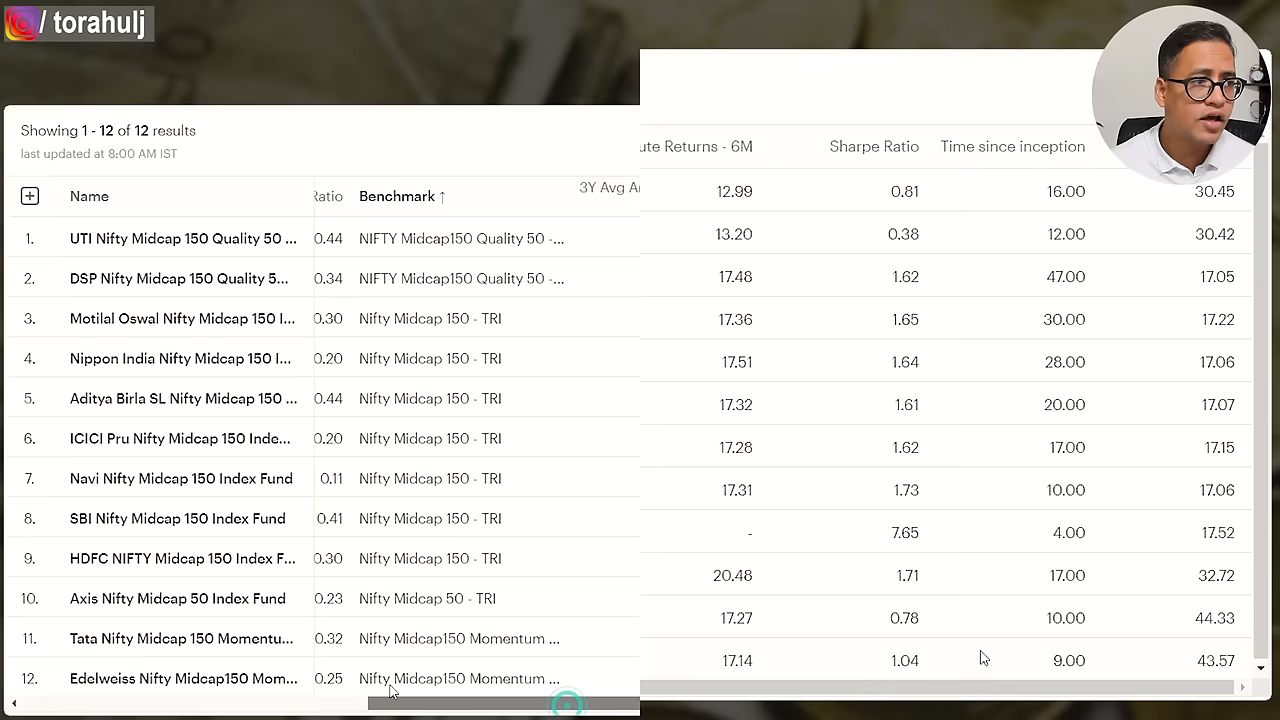 / torahulj
Showing 1 - 12 of 12 results
last updated at 8:00 AM IST
Name Ratio Benchmark ↑ 3Y Avg
1. UTI Nifty Midcap 150 Quality 50 ... 0.44 NIFTY Midcap150 Quality 50 -...
2. DSP Nifty Midcap 150 Quality 5... 0.34 NIFTY Midcap150 Quality 50 -...
3. Motilal Oswal Nifty Midcap 150 I... 0.30 Nifty Midcap 150 - TRI
4. Nippon India Nifty Midcap 150 I... 0.20 Nifty Midcap 150 - TRI
5. Aditya Birla SL Nifty Midcap 150 ... 0.44 Nifty Midcap 150 - TRI
6. ICICI Pru Nifty Midcap 150 Inde... 0.20 Nifty Midcap 150 - TRI
7. Navi Nifty Midcap 150 Index Fund 0.11 Nifty Midcap 150 - TRI
8. SBI Nifty Midcap 150 Index Fund 0.41 Nifty Midcap 150 - TRI
9. HDFC NIFTY Midcap 150 Index F... 0.30 Nifty Midcap 150 - TRI
10. Axis Nifty Midcap 50 Index Fund 0.23 Nifty Midcap 50 - TRI
11. Tata Nifty Midcap 150 Momentu... 0.32 Nifty Midcap150 Momentum ...
12. Edelweiss Nifty Midcap150 Mom... 0.25 Nifty Midcap150 Momentum ...
ute Returns - 6M Sharpe Ratio Time since inception
12.99 0.81 16.00 30.45
13.20 0.38 12.00 30.42
17.48 1.62 47.00 17.05
17.36 1.65 30.00 17.22
17.51 1.64 28.00 17.06
17.32 1.61 20.00 17.07
17.28 1.62 17.00 17.15
17.31 1.73 10.00 17.06
- 7.65 4.00 17.52
20.48 1.71 17.00 32.72
17.27 0.78 10.00 44.33
17.14 1.04 9.00 43.57